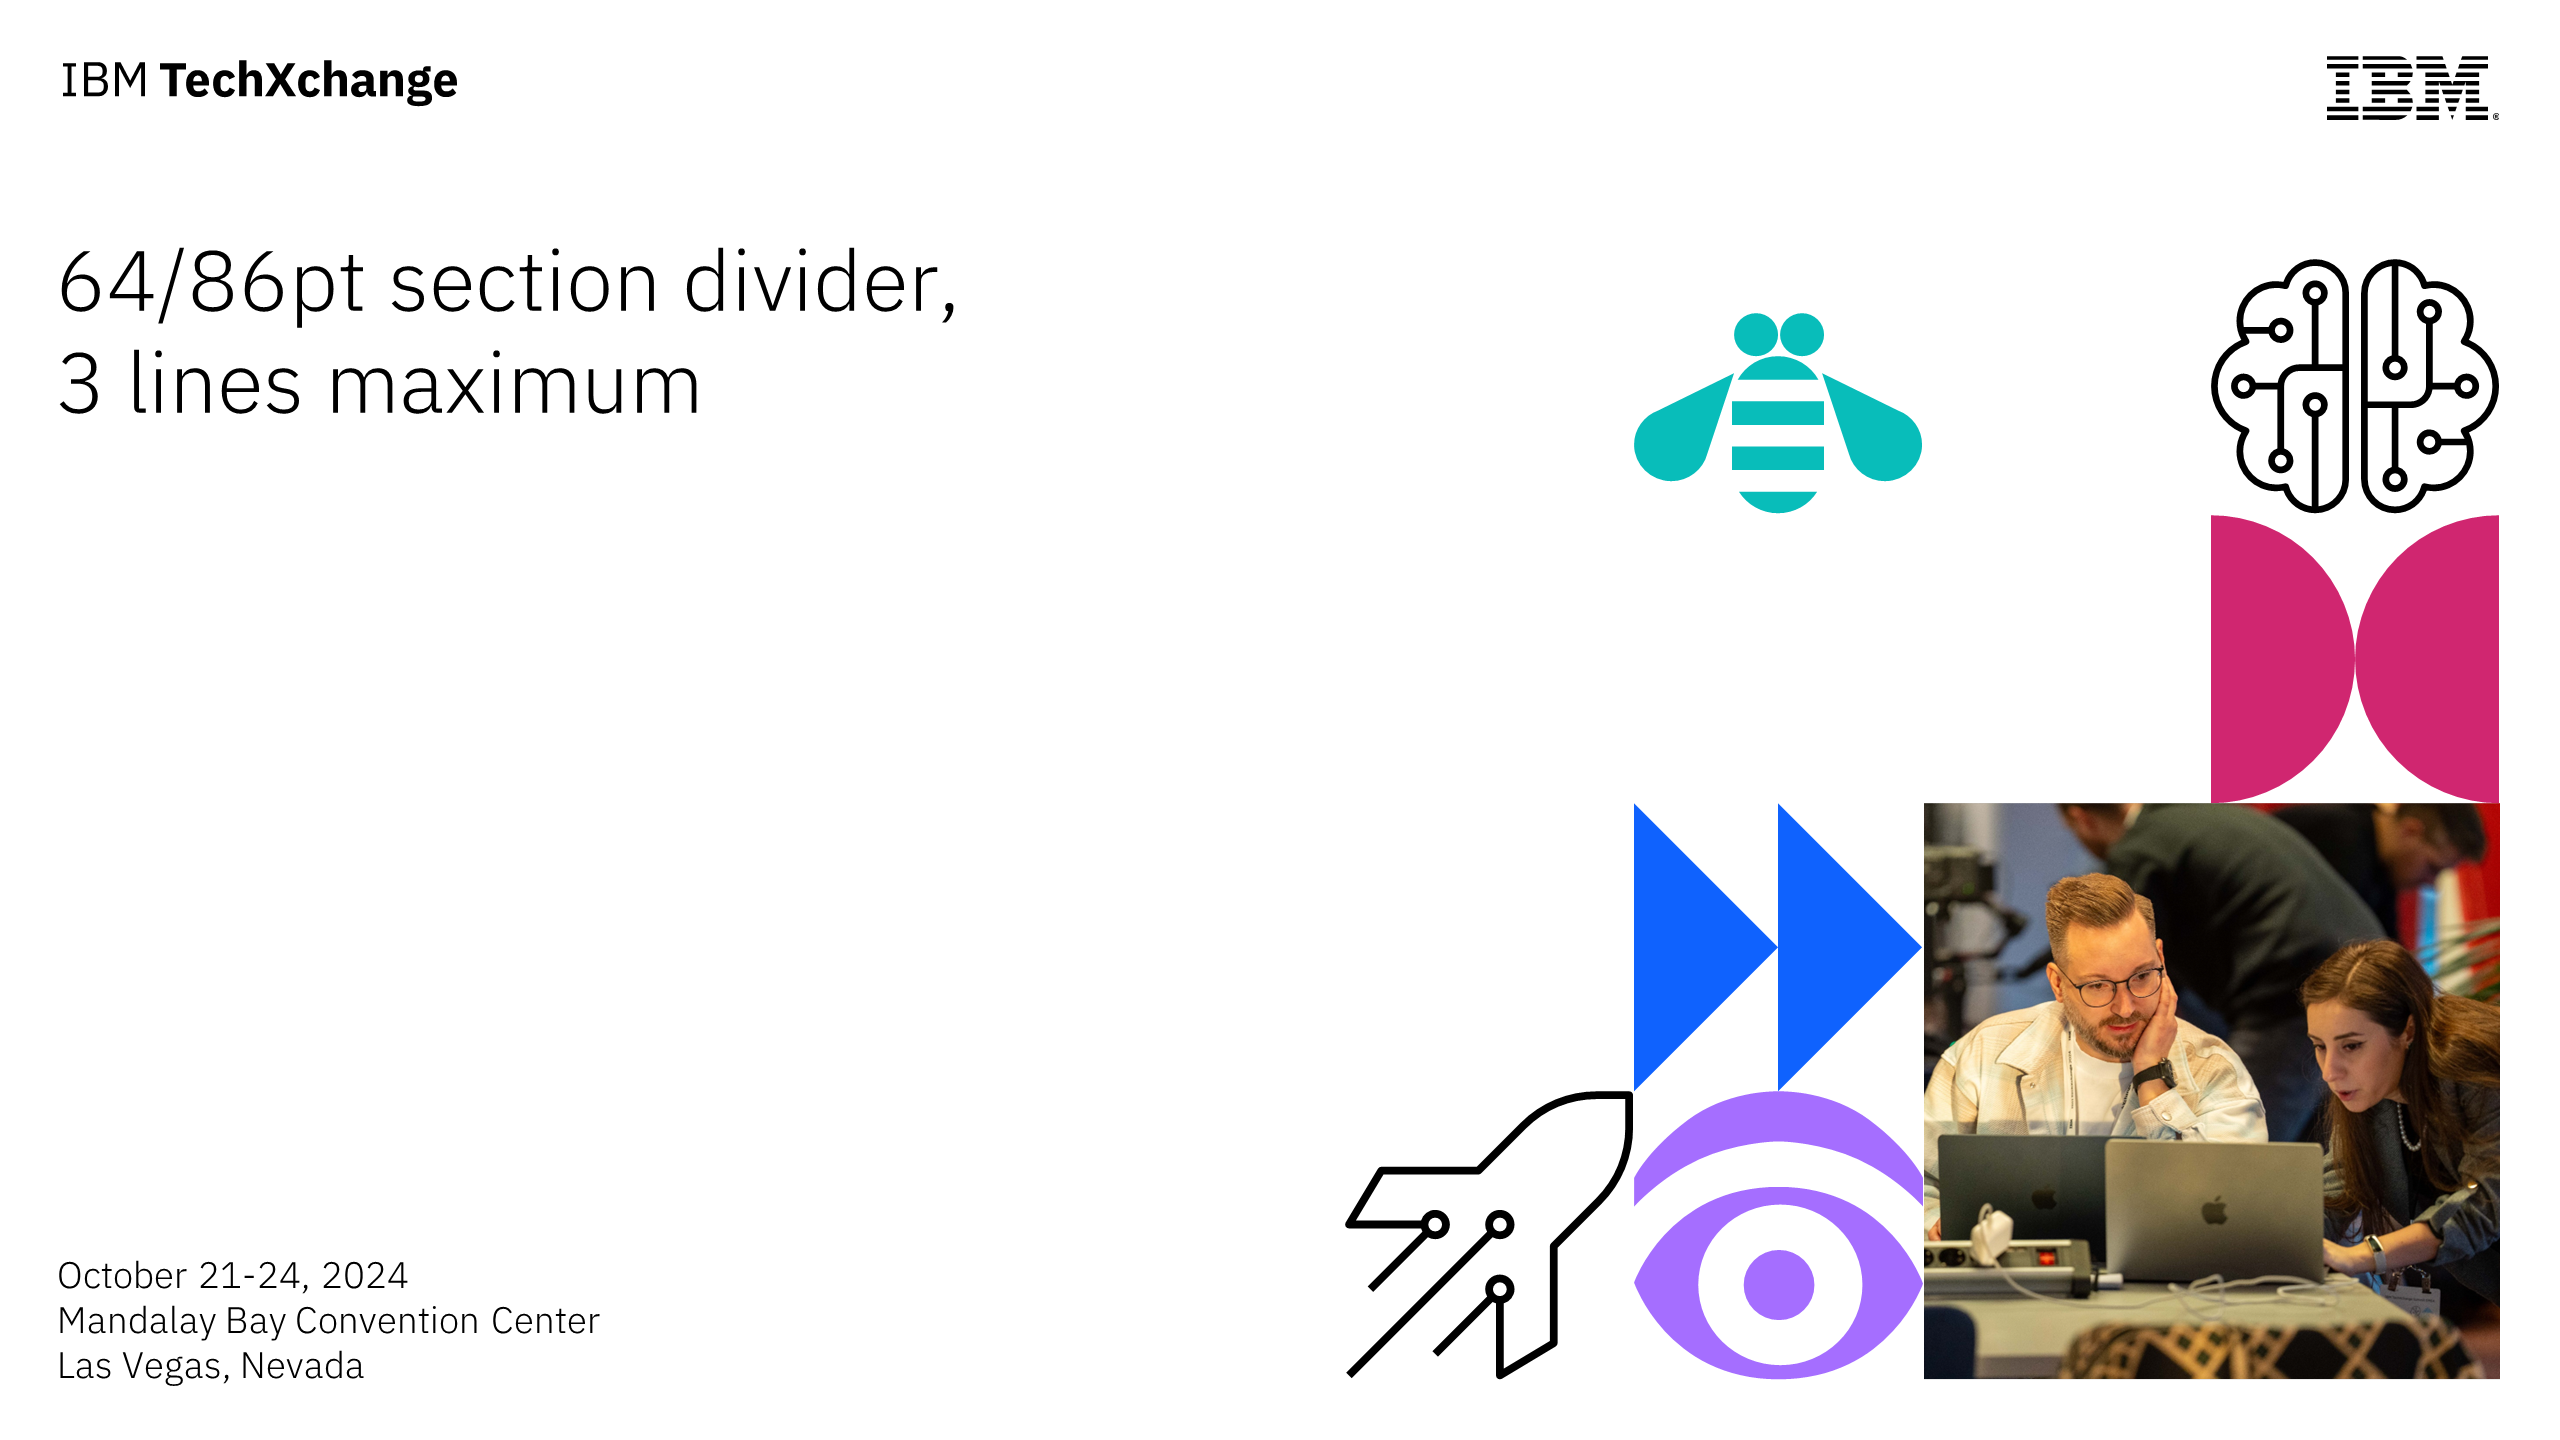 IBM TechXchange
IBM®
64/86pt section divider,
3 lines maximum
October 21-24, 2024
Mandalay Bay Convention Center
Las Vegas, Nevada